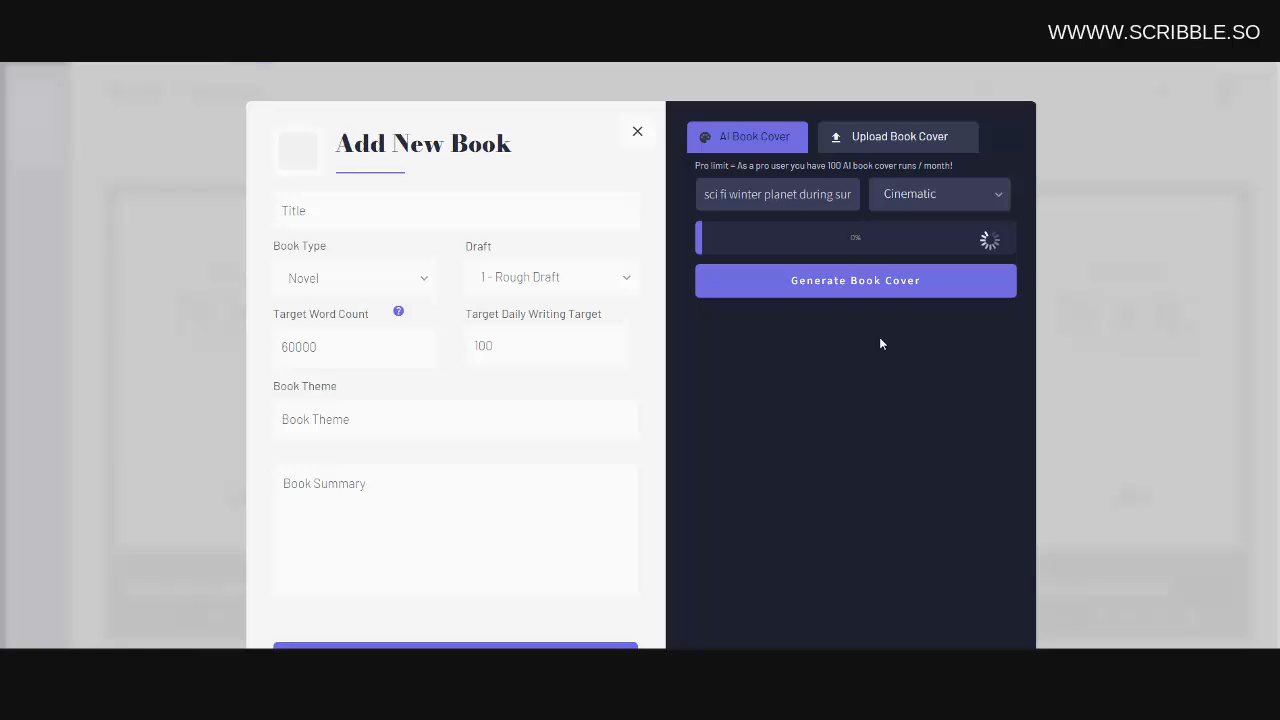 WWWW.SCRIBBLE.SO
Add New Book
Title
Book Type
Draft
Novel
1 - Rough Draft
Target Word Count
?
Target Daily Writing Target
60000
100
Book Theme
Book Theme
Book Summary
AI Book Cover
Upload Book Cover
Pro limit = As a pro user you have 100 AI book cover runs / month!
sci fi winter planet during sur
Cinematic
0%
Generate Book Cover